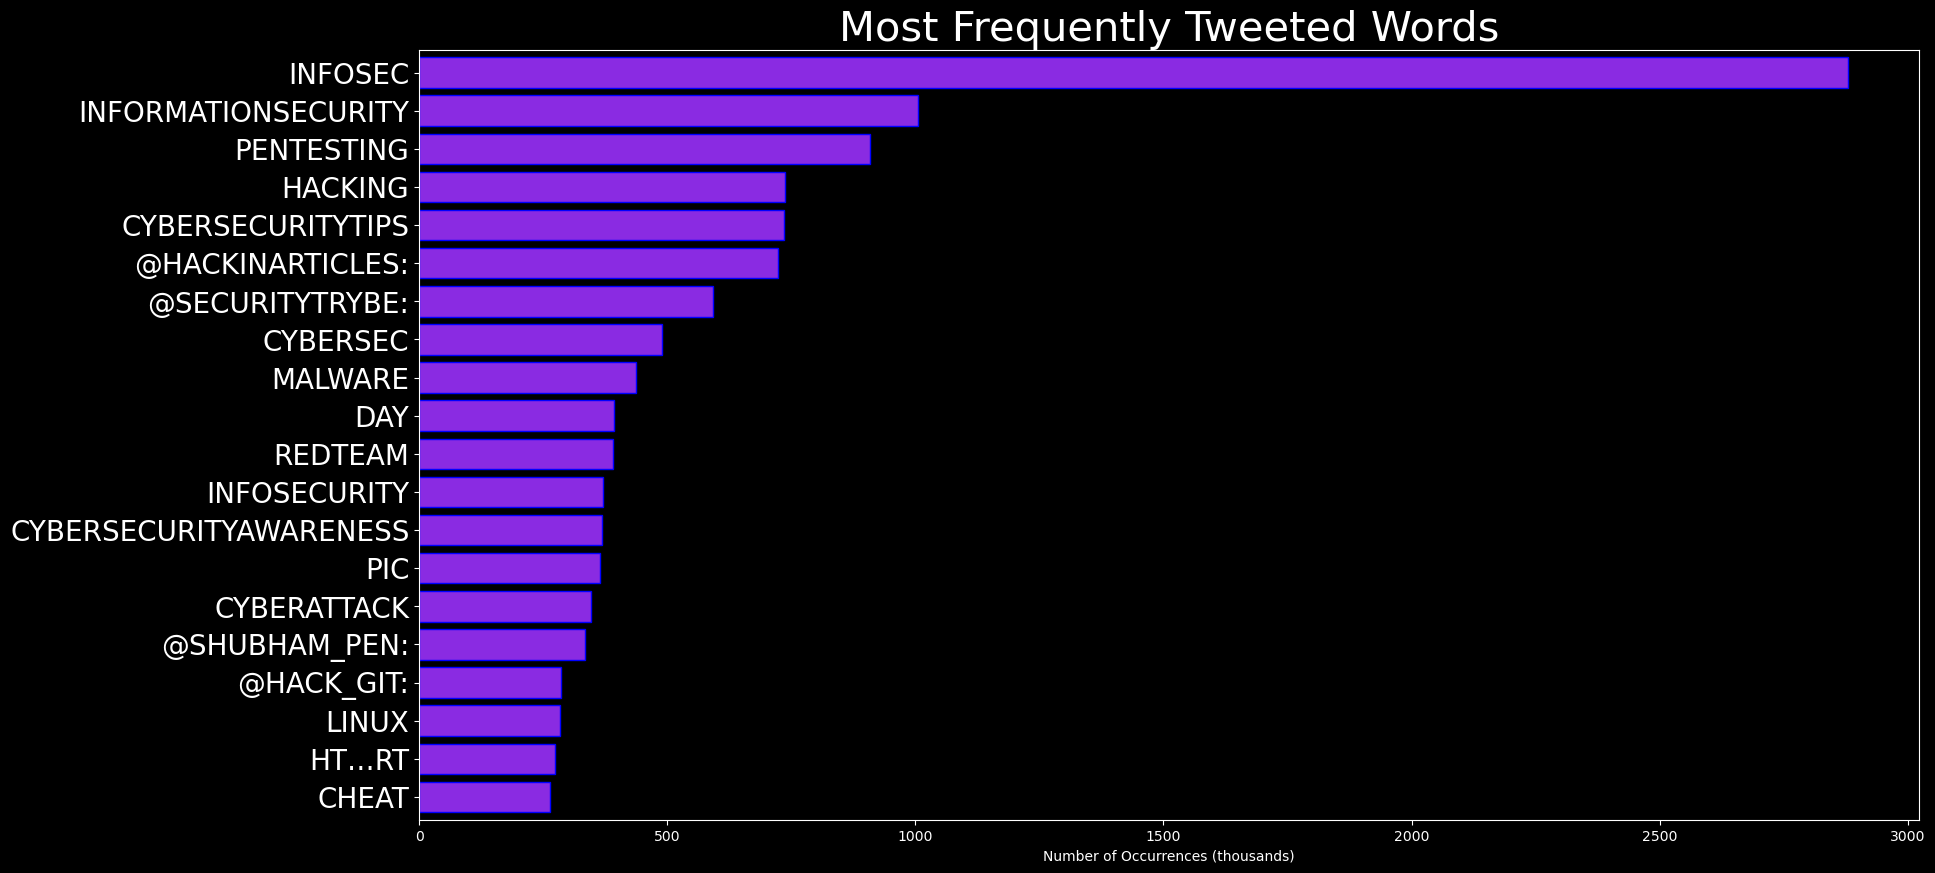 Most Frequently Tweeted Words
INFOSEC
INFORMATIONSECURITY
PENTESTING
HACKING
CYBERSECURITYTIPS
@HACKINARTICLES:
@SECURITYTRYBE:
CYBERSEC
MALWARE
DAY
REDTEAM
INFOSECURITY
CYBERSECURITYAWARENESS
PIC
CYBERATTACK
@SHUBHAM_PEN:
@HACK_GIT:
LINUX
HT…RT
CHEAT
0 500 1000 1500 2000 2500 3000
Number of Occurrences (thousands)